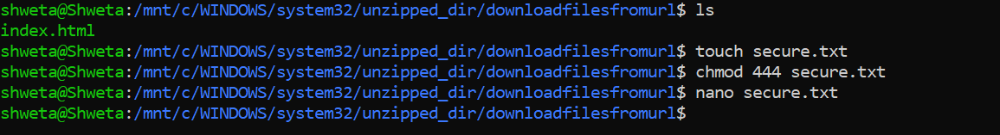 shweta@Shweta:/mnt/c/WINDOWS/system32/unzipped_dir/downloadfilesfromurl$ ls
index.html
shweta@Shweta:/mnt/c/WINDOWS/system32/unzipped_dir/downloadfilesfromurl$ touch secure.txt
shweta@Shweta:/mnt/c/WINDOWS/system32/unzipped_dir/downloadfilesfromurl$ chmod 444 secure.txt
shweta@Shweta:/mnt/c/WINDOWS/system32/unzipped_dir/downloadfilesfromurl$ nano secure.txt
shweta@Shweta:/mnt/c/WINDOWS/system32/unzipped_dir/downloadfilesfromurl$